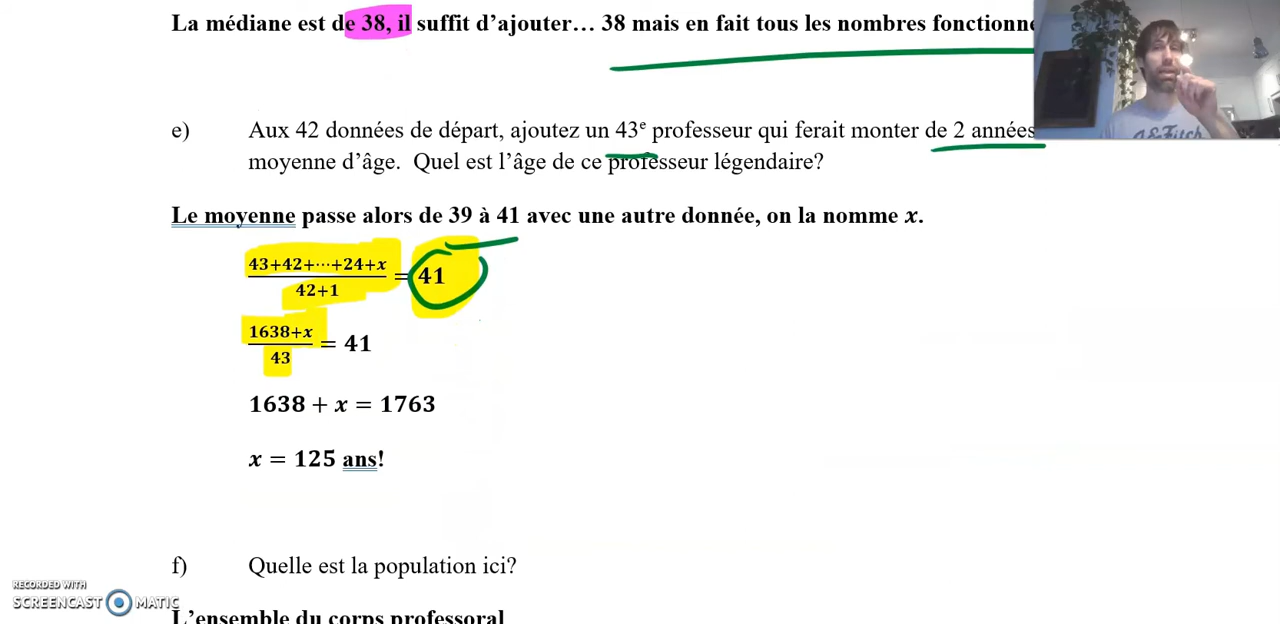 La médiane est de 38, il suffit d’ajouter… 38 mais en fait tous les nombres
e) Aux 42 données de départ, ajoutez un 43e professeur qui ferait monter de 2 années
moyenne d’âge. Quel est l’âge de ce professeur légendaire?
Le moyenne passe alors de 39 à 41 avec une autre donnée, on la nomme x.
43+42+⋯+24+x
42+1
= 41
1638+x
43
= 41
1638 + x = 1763
x = 125 ans!
f) Quelle est la population ici?
RECORDED WITH
SCREENCAST MATIC
L’ensemble du corps professoral